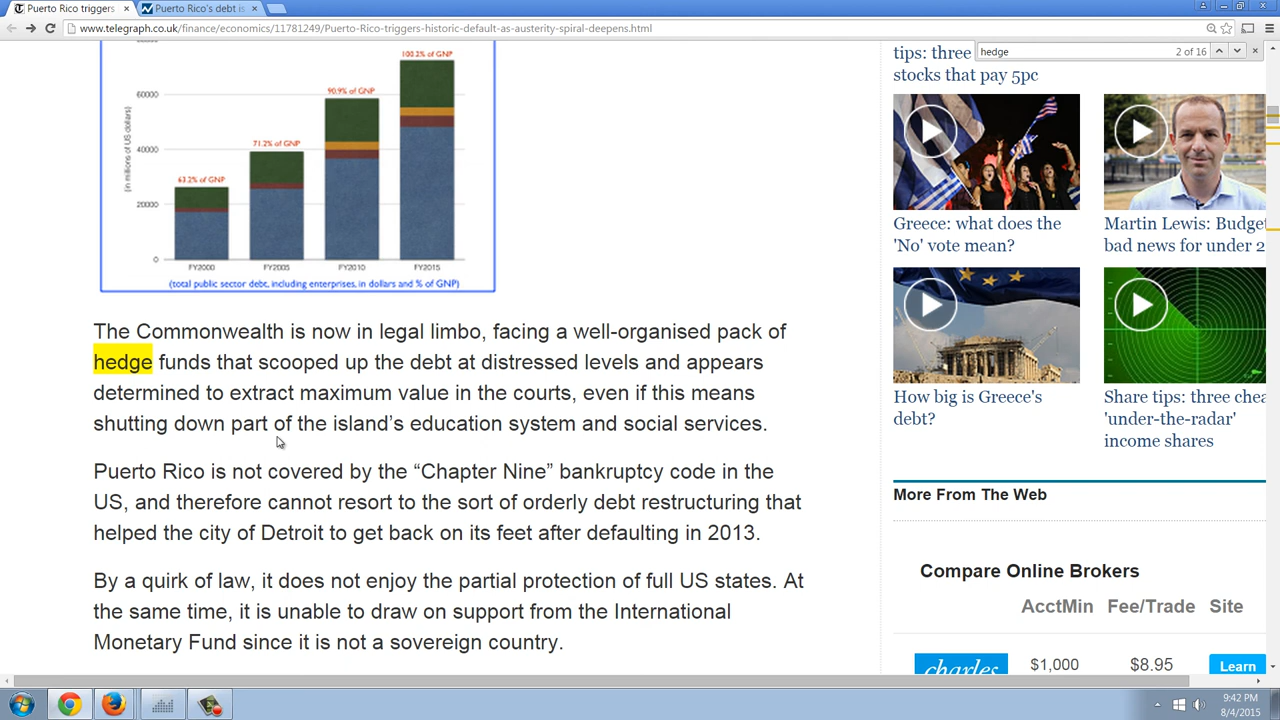 Puerto Rico triggers
Puerto Rico's debt is
www.telegraph.co.uk/finance/economics/11781249/Puerto-Rico-triggers-historic-default-as-austerity-spiral-deepens.html
hedge
2 of 16
100.2% of GNP
90.9% of GNP
71.2% of GNP
63.2% of GNP
60000
40000
20000
0
(in millions of US dollars)
FY2000 FY2005 FY2010 FY2015
(total public sector debt, including enterprises, in dollars and % of GNP)
The Commonwealth is now in legal limbo, facing a well-organised pack of
hedge funds that scooped up the debt at distressed levels and appears
determined to extract maximum value in the courts, even if this means
shutting down part of the island’s education system and social services.
Puerto Rico is not covered by the “Chapter Nine” bankruptcy code in the
US, and therefore cannot resort to the sort of orderly debt restructuring that
helped the city of Detroit to get back on its feet after defaulting in 2013.
By a quirk of law, it does not enjoy the partial protection of full US states. At
the same time, it is unable to draw on support from the International
Monetary Fund since it is not a sovereign country.
tips: three
stocks that pay 5pc
Greece: what does the
'No' vote mean?
Martin Lewis: Budge
bad news for under 2
How big is Greece's
debt?
Share tips: three chea
'under-the-radar'
income shares
More From The Web
Compare Online Brokers
AcctMin Fee/Trade Site
charles
$1,000 $8.95 Learn
9:42 PM
8/4/2015